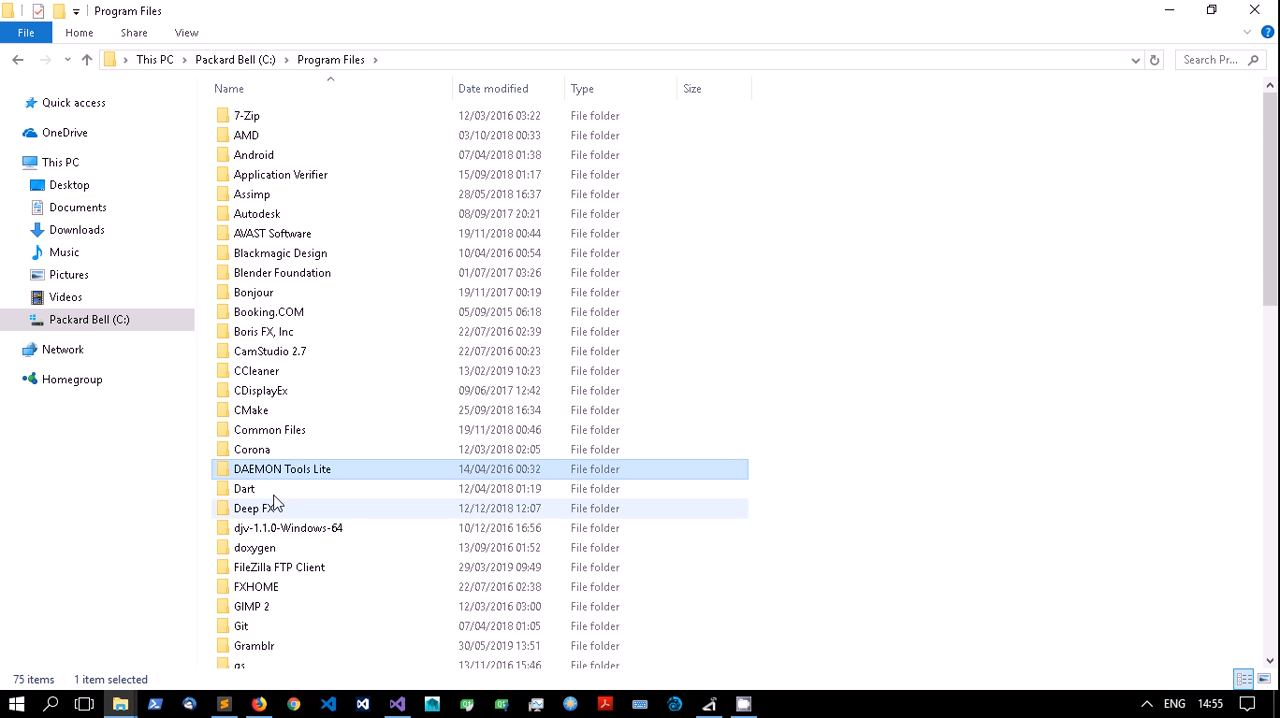 Program Files
File Home Share View
This PC Packard Bell (C:) Program Files Search Pr...
Name Date modified Type Size
Quick access
OneDrive
This PC
Desktop
Documents
Downloads
Music
Pictures
Videos
Packard Bell (C:)
Network
Homegroup
7-Zip 12/03/2016 03:22 File folder
AMD 03/10/2018 00:33 File folder
Android 07/04/2018 01:38 File folder
Application Verifier 15/09/2018 01:17 File folder
Assimp 28/05/2018 16:37 File folder
Autodesk 08/09/2017 20:21 File folder
AVAST Software 19/11/2018 00:44 File folder
Blackmagic Design 10/04/2016 00:54 File folder
Blender Foundation 01/07/2017 03:26 File folder
Bonjour 19/11/2017 00:19 File folder
Booking.COM 05/09/2015 06:18 File folder
Boris FX, Inc 22/07/2016 02:39 File folder
CamStudio 2.7 22/07/2016 00:23 File folder
CCleaner 13/02/2019 10:23 File folder
CDisplayEx 09/06/2017 12:42 File folder
CMake 25/09/2018 16:34 File folder
Common Files 19/11/2018 00:46 File folder
Corona 12/03/2018 02:05 File folder
DAEMON Tools Lite 14/04/2016 00:32 File folder
Dart 12/04/2018 01:19 File folder
Deep FX 12/12/2018 12:07 File folder
djv-1.1.0-Windows-64 10/12/2016 16:56 File folder
doxygen 13/09/2016 01:52 File folder
FileZilla FTP Client 29/03/2019 09:49 File folder
FXHOME 22/07/2016 02:38 File folder
GIMP 2 12/03/2016 03:00 File folder
Git 07/04/2018 01:05 File folder
Gramblr 30/05/2019 13:51 File folder
gs 13/11/2016 15:46 File folder
75 items 1 item selected
ENG 14:55